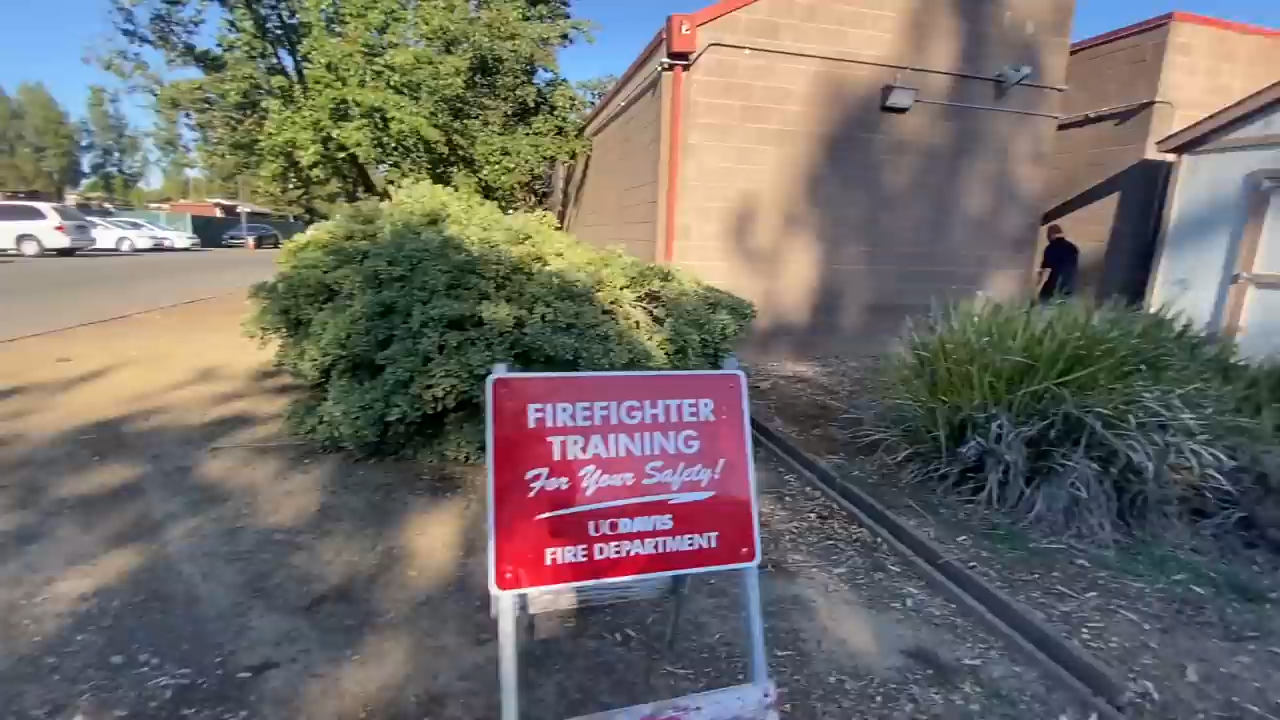 FIREFIGHTER
TRAINING
For Your Safety!
UCDAVIS
FIRE DEPARTMENT